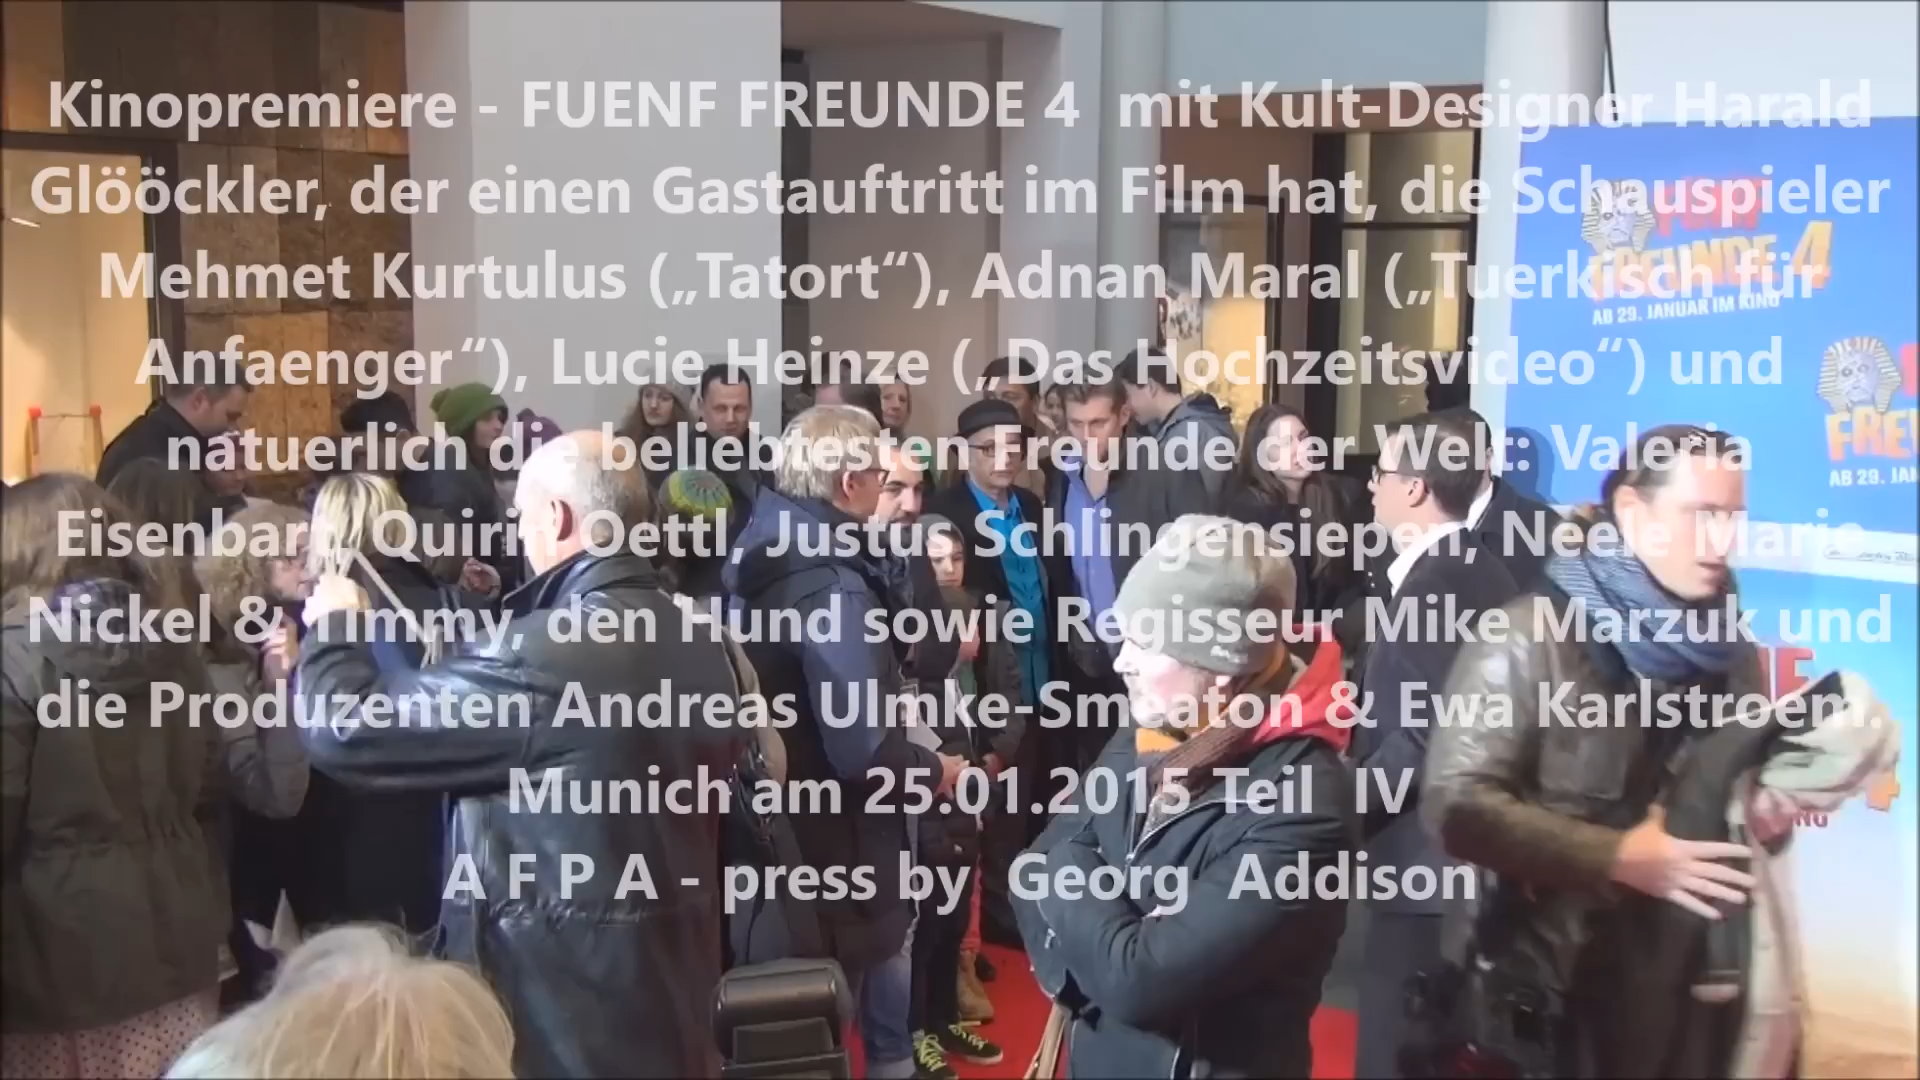 Kinopremiere - FUENF FREUNDE 4 mit Kult-Designer Harald
Glööckler, der einen Gastauftritt im Film hat, die Schauspieler
Mehmet Kurtulus („Tatort“), Adnan Maral („Tuerkisch für
Anfaenger“), Lucie Heinze („Das Hochzeitsvideo“) und
natuerlich die beliebtesten Freunde der Welt: Valeria
Eisenbart, Quirin Oettl, Justus Schlingensiepen, Neele Marie
Nickel & Timmy, den Hund sowie Regisseur Mike Marzuk und
die Produzenten Andreas Ulmke-Smeaton & Ewa Karlstroem.
Munich am 25.01.2015 Teil IV
A F P A - press by Georg Addison
FÜNF
FREUNDE 4
AB 29. JANUAR IM KINO
FRE
AB 29. JAN
4